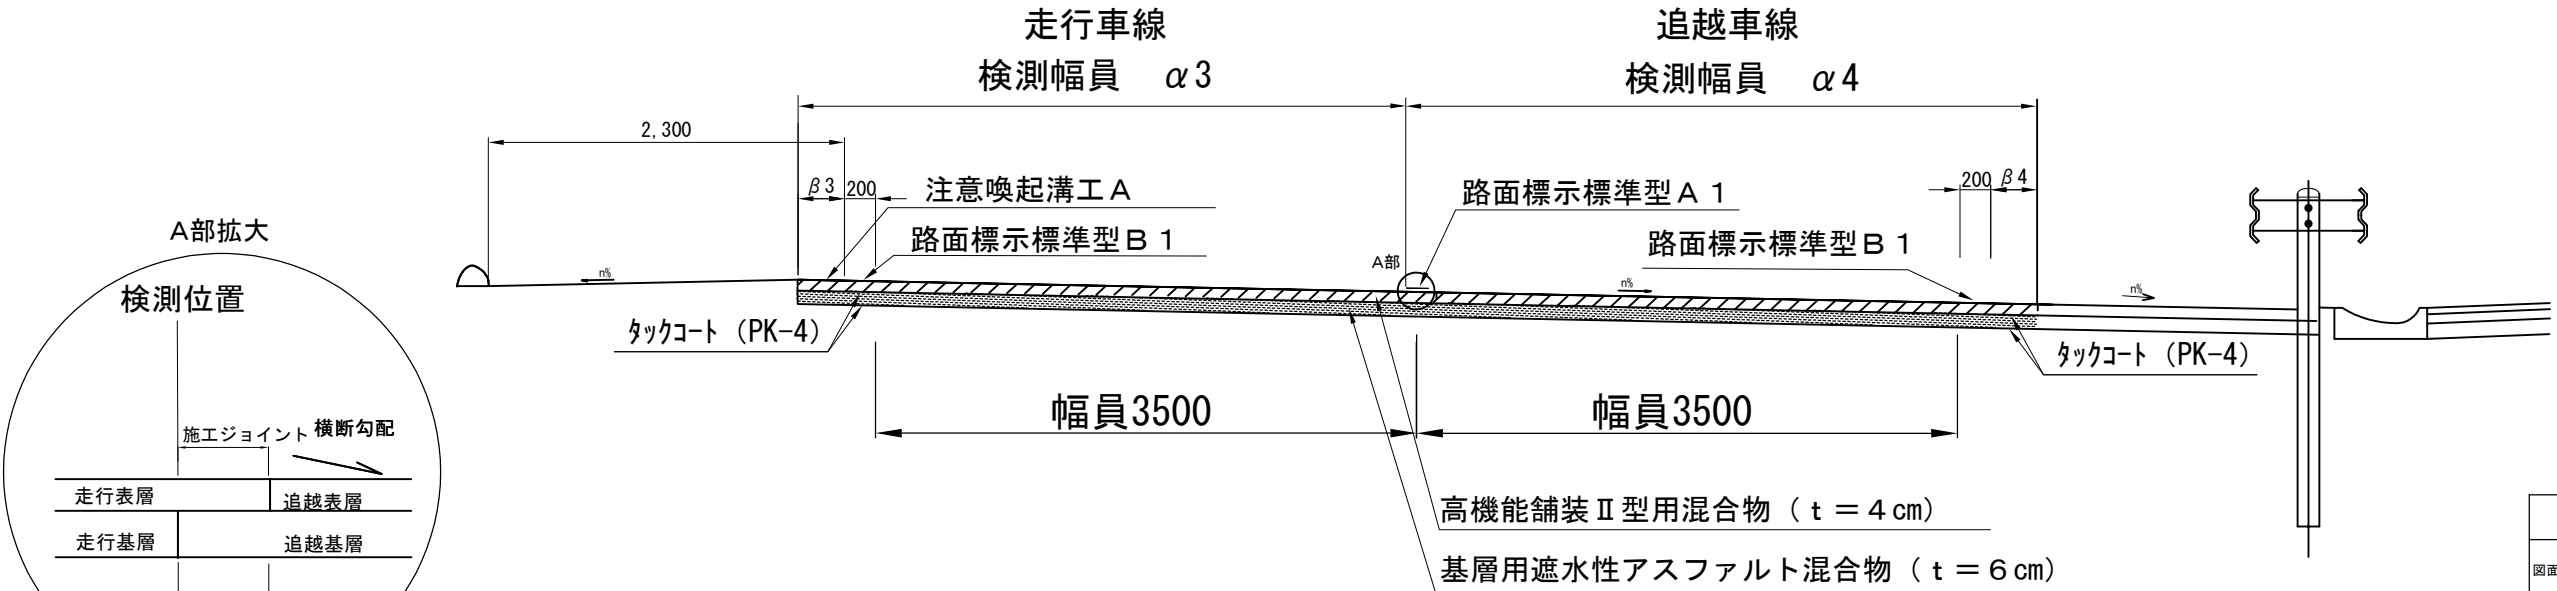 走行車線
追越車線
検測幅員 α3
検測幅員 α4
2,300
β3
200
注意喚起溝工A
路面標示標準型A1
200
β4
路面標示標準型B1
路面標示標準型B1
A部拡大
A部
検測位置
n%
n%
n%
タックコート (PK-4)
タックコート (PK-4)
幅員3500
幅員3500
施工ジョイント
横断勾配
走行表層
追越表層
走行基層
追越基層
高機能舗装Ⅱ型用混合物(t=4㎝)
基層用遮水性アスファルト混合物(t=6㎝)
図面